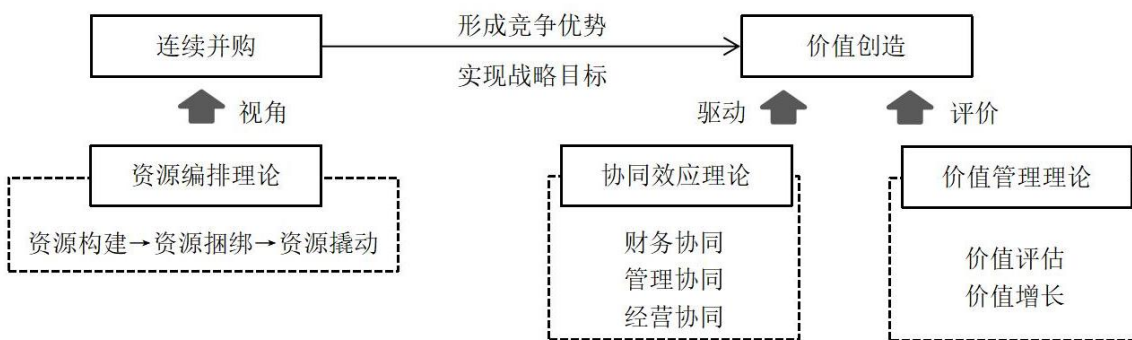 连续并购
形成竞争优势
实现战略目标
价值创造
视角
驱动
评价
资源编排理论
资源构建→资源捆绑→资源撬动
协同效应理论
财务协同
管理协同
经营协同
价值管理理论
价值评估
价值增长